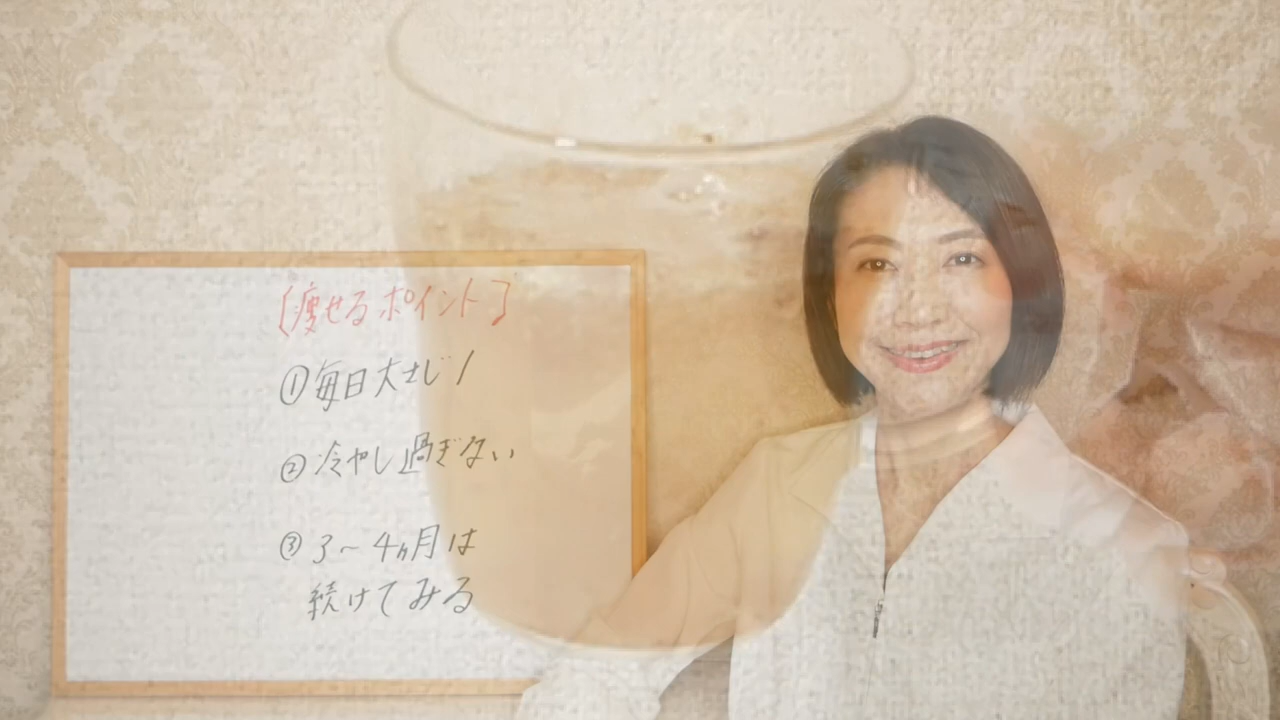 ［痩せるポイント］
①毎日大さじ1
②冷やし過ぎない
③3〜4ヶ月は
続けてみる